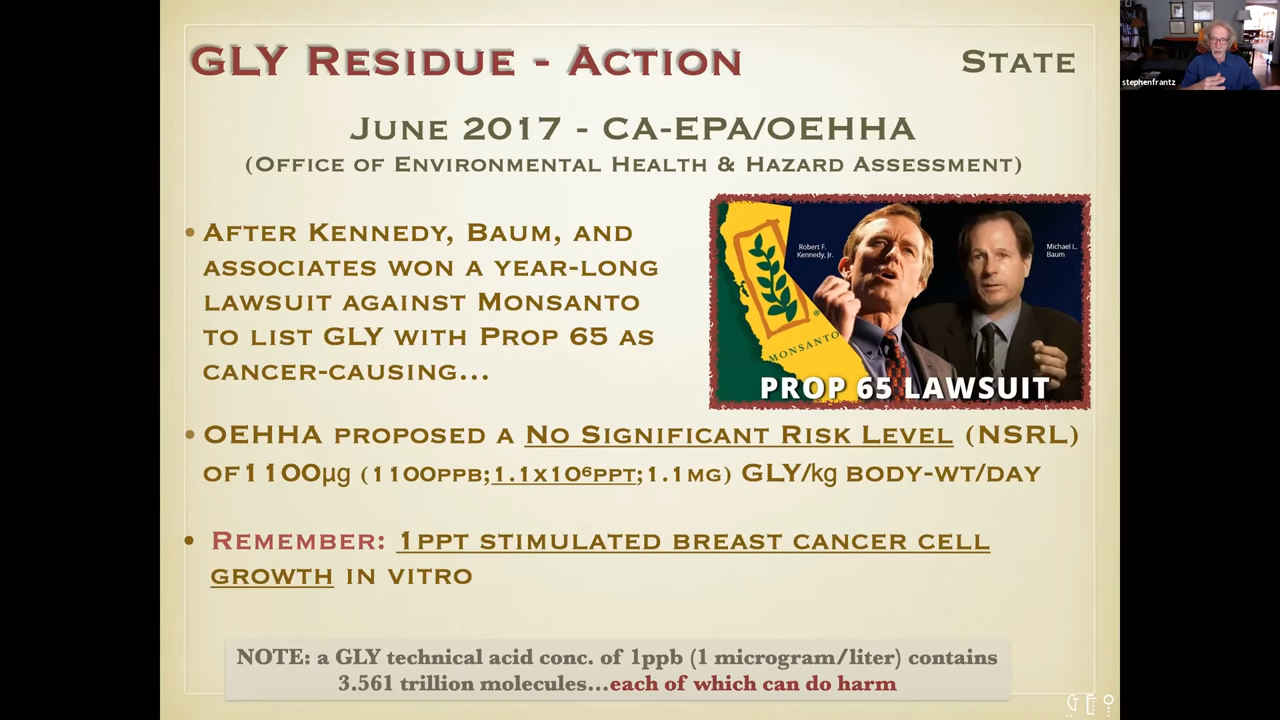 GLY Residue - Action
State
June 2017 - CA-EPA/OEHHA
(Office of Environmental Health & Hazard Assessment)
• After Kennedy, Baum, and
associates won a year-long
lawsuit against Monsanto
to list GLY with Prop 65 as
cancer-causing...
Robert F.
Kennedy, Jr.
Michael L.
Baum
®
MONSANTO
PROP 65 LAWSUIT
• OEHHA proposed a No Significant Risk Level (NSRL)
of1100µg (1100ppb;1.1x10⁶ppt;1.1mg) GLY/kg body-wt/day
• Remember: 1ppt stimulated breast cancer cell
growth in vitro
NOTE: a GLY technical acid conc. of 1ppb (1 microgram/liter) contains
3.561 trillion molecules...each of which can do harm
GEO
stephenfrantz